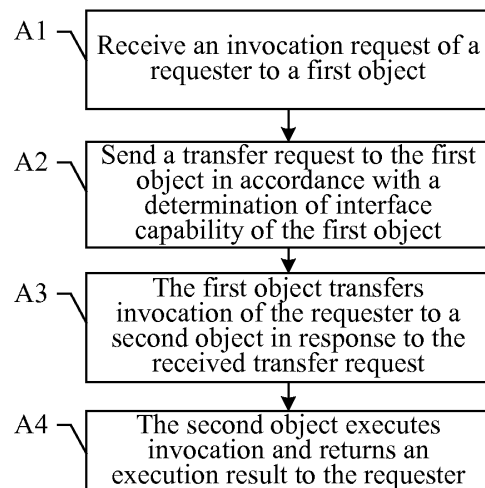 A1
Receive an invocation request of a
requester to a first object
A2
Send a transfer request to the first
object in accordance with a
determination of interface
capability of the first object
A3
The first object transfers
invocation of the requester to a
second object in response to the
received transfer request
A4
The second object executes
invocation and returns an
execution result to the requester